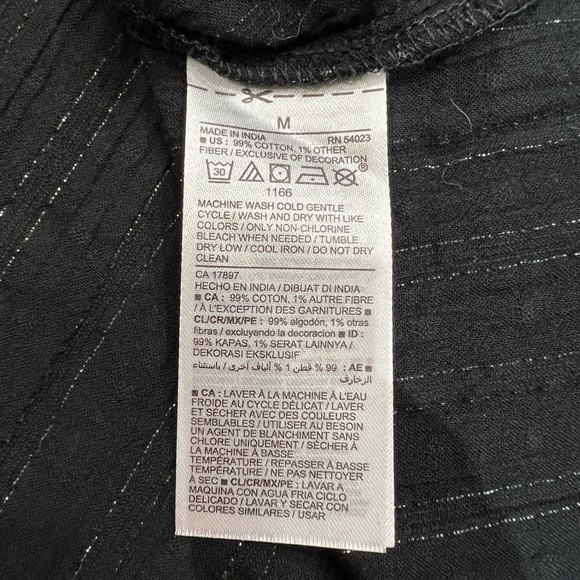 M
MADE IN INDIA RN 54023
US: 99% COTTON, 1% OTHER
FIBER / EXCLUSIVE OF DECORATION
30
1166
MACHINE WASH COLD GENTLE
CYCLE / WASH AND DRY WITH LIKE
COLORS / ONLY NON-CHLORINE
BLEACH WHEN NEEDED / TUMBLE
DRY LOW / COOL IRON / DO NOT DRY
CLEAN
CA 17897
HECHO EN INDIA / DIBUAT DI INDIA
CA: 99% COTON, 1% AUTRE FIBRE
/ À L'EXCEPTION DES GARNITURES
CL/CR/MX/PE: 99% algodón, 1% otras
fibras / excluyendo la decoracion ID:
99% KAPAS, 1% SERAT LAINNYA /
DEKORASI EKSKLUSIF
AE: 99 % قطن 1 % ألياف أخرى / باستثناء
الزخارف
CA: LAVER À LA MACHINE À L'EAU
FROIDE AU CYCLE DÉLICAT / LAVER
ET SÉCHER AVEC DES COULEURS
SEMBLABLES / UTILISER AU BESOIN
UN AGENT DE BLANCHIMENT SANS
CHLORE UNIQUEMENT / SÉCHER À
LA MACHINE À BASSE
TEMPÉRATURE / REPASSER À BASSE
TEMPÉRATURE / NE PAS NETTOYER
À SEC CL/CR/MX/PE: LAVAR A
MAQUINA CON AGUA FRIA CICLO
DELICADO / LAVAR Y SECAR CON
COLORES SIMILARES / USAR